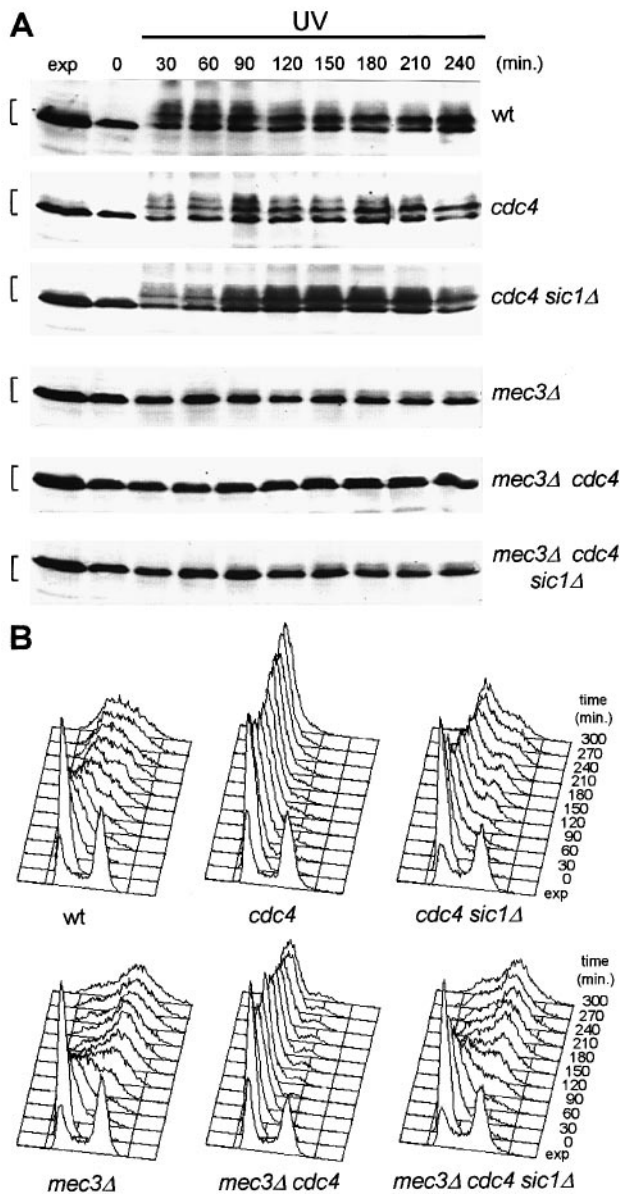 A
UV
exp 0 30 60 90 120 150 180 210 240 (min.)
wt
cdc4
cdc4 sic1Δ
mec3Δ
mec3Δ cdc4
mec3Δ cdc4
sic1Δ
B
time
(min.)
300
270
240
210
180
150
120
90
60
30
0
exp
wt
cdc4
cdc4 sic1Δ
time
(min.)
300
270
240
210
180
150
120
90
60
30
0
exp
mec3Δ
mec3Δ cdc4
mec3Δ cdc4 sic1Δ